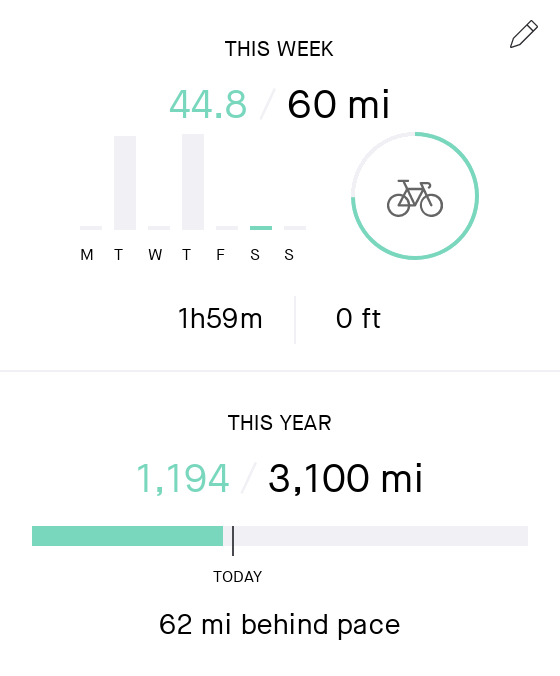 THIS WEEK
44.8 / 60 mi
M T W T F S S
1h59m 0 ft
THIS YEAR
1,194 / 3,100 mi
TODAY
62 mi behind pace